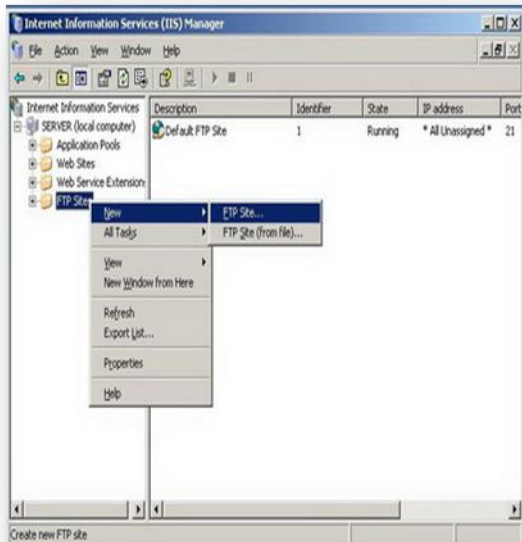 Internet Information Services (IIS) Manager
File Action View Window Help
Internet Information Services
SERVER (local computer)
Application Pools
Web Sites
Web Service Extension
FTP Sites
Description Identifier State IP address Port
Default FTP Site 1 Running * All Unassigned * 21
New
All Tasks
View
New Window from Here
Refresh
Export List...
Properties
Help
FTP Site...
FTP Site (from file)...
Create new FTP site